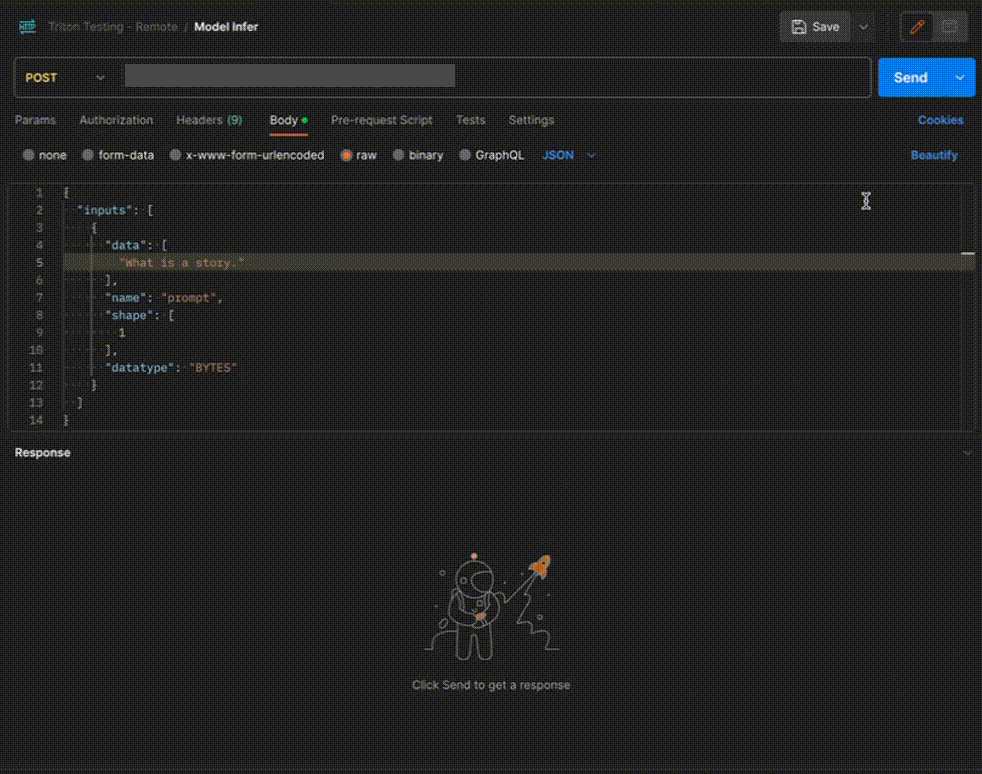 Triton Testing - Remote / Model Infer
Save
POST
Send
Params Authorization Headers (9) Body Pre-request Script Tests Settings Cookies
none form-data x-www-form-urlencoded raw binary GraphQL JSON Beautify
1 {
2 "inputs": [
3 {
4 "data": [
5 "What is a story."
6 ],
7 "name": "prompt",
8 "shape": [
9 1
10 ],
11 "datatype": "BYTES"
12 }
13 ]
14 }
Response
Click Send to get a response